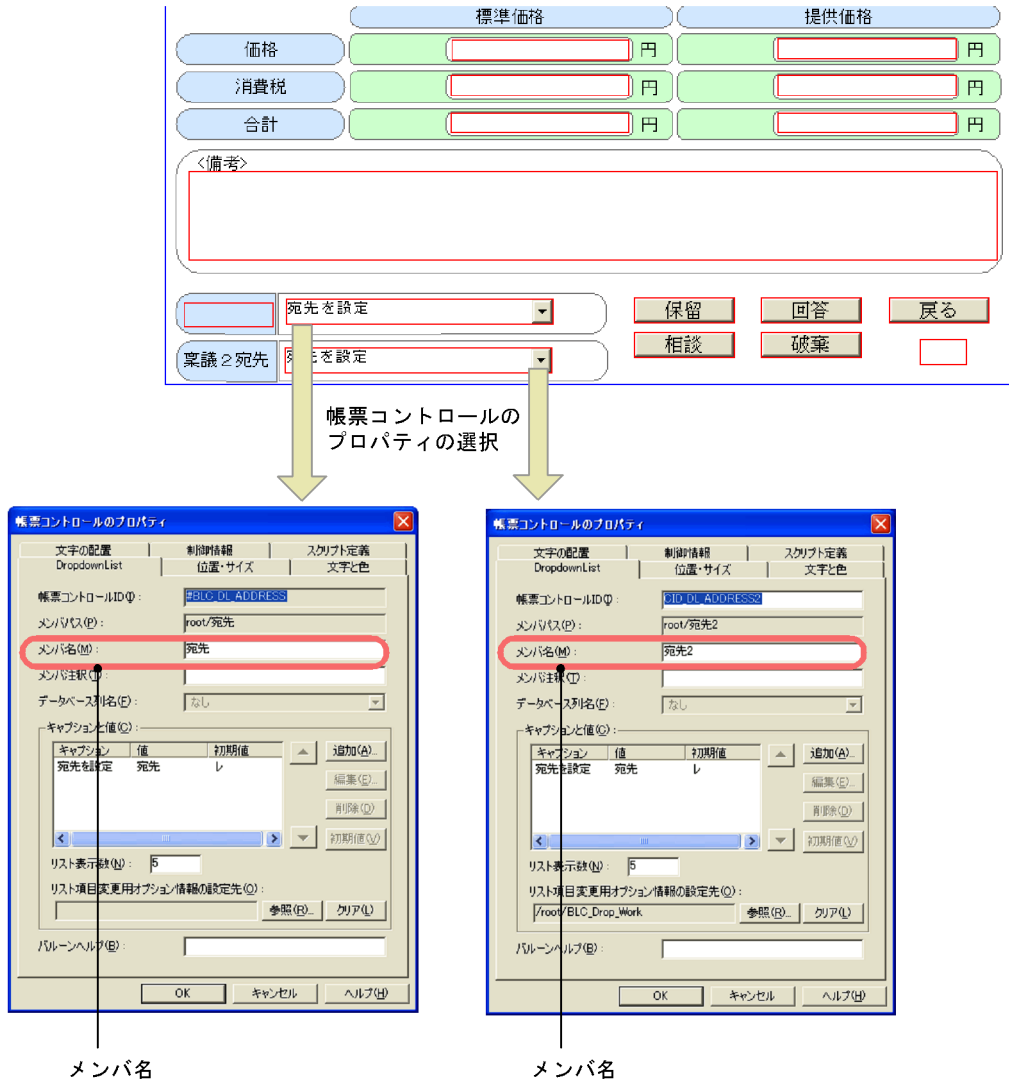 標準価格 提供価格
価格 円 円
消費税 円 円
合計 円 円
<備考>
宛先を設定 保留 回答 戻る
稟議2宛先 宛先を設定 相談 破棄
帳票コントロールの
プロパティの選択
帳票コントロールのプロパティ
文字の配置 制御情報 スクリプト定義
DropdownList 位置・サイズ 文字と色
帳票コントロールID(I): #BLC_DL_ADDRESS
メンバパス(P): root/宛先
メンバ名(M): 宛先
メンバ注釈(T):
データベース列名(F): なし
キャプションと値(C):
キャプション 値 初期値 追加(A)...
宛先を設定 宛先 レ 編集(E)...
削除(D)
初期値(V)
リスト表示数(N): 5
リスト項目変更用オプション情報の設定先(O):
参照(R)... クリア(L)
バルーンヘルプ(B):
OK キャンセル ヘルプ(H)
メンバ名
帳票コントロールのプロパティ
文字の配置 制御情報 スクリプト定義
DropdownList 位置・サイズ 文字と色
帳票コントロールID(I): CID_DL_ADDRESS2
メンバパス(P): root/宛先2
メンバ名(M): 宛先2
メンバ注釈(T):
データベース列名(F): なし
キャプションと値(C):
キャプション 値 初期値 追加(A)...
宛先を設定 宛先 レ 編集(E)...
削除(D)
初期値(V)
リスト表示数(N): 5
リスト項目変更用オプション情報の設定先(O):
/root/BLC_Drop_Work 参照(R)... クリア(L)
バルーンヘルプ(B):
OK キャンセル ヘルプ(H)
メンバ名